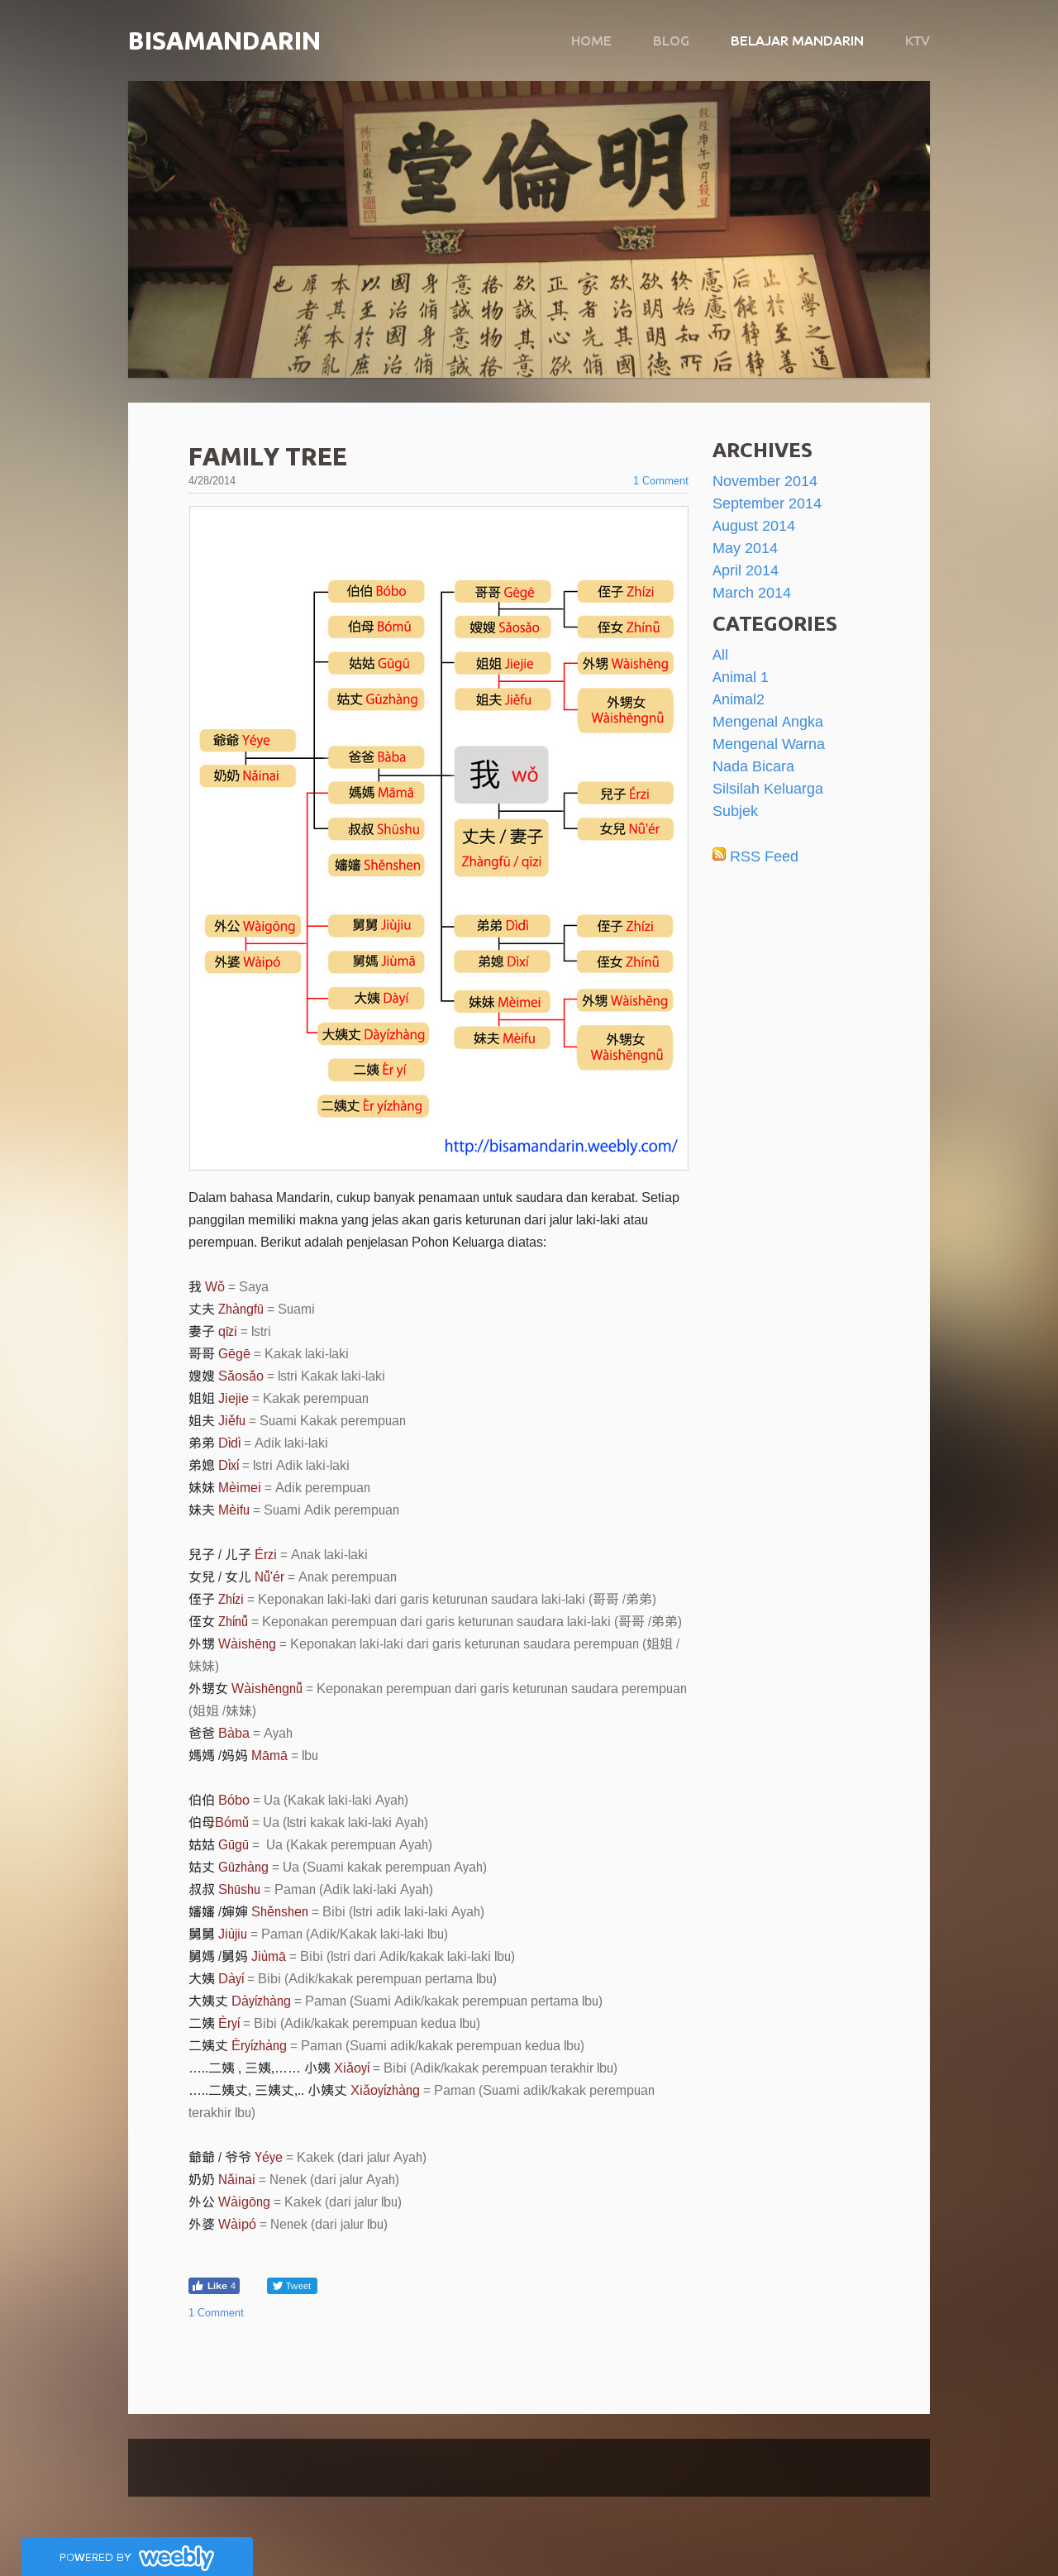 BISAMANDARIN
HOME
BLOG
BELAJAR MANDARIN
KTV
明倫堂
FAMILY TREE
4/28/2014
1 Comment
伯伯 Bóbo
伯母 Bómǔ
姑姑 Gūgū
姑丈 Gūzhàng
爺爺 Yéye
奶奶 Nǎinai
爸爸 Bàba
媽媽 Māmā
叔叔 Shūshu
嬸嬸 Shěnshen
外公 Wàigōng
外婆 Wàipó
舅舅 Jiùjiu
舅媽 Jiùmā
大姨 Dàyí
大姨丈 Dàyízhàng
二姨 Èr yí
二姨丈 Èr yízhàng
哥哥 Gēgē
嫂嫂 Sǎosǎo
姐姐 Jiejie
姐夫 Jiěfu
我 wǒ
丈夫 / 妻子
Zhàngfū / qīzi
弟弟 Dìdì
弟媳 Dìxí
妹妹 Mèimei
妹夫 Mèifu
侄子 Zhízi
侄女 Zhínǚ
外甥 Wàishēng
外甥女
Wàishēngnǚ
兒子 Érzi
女兒 Nǚ'ér
侄子 Zhízi
侄女 Zhínǚ
外甥 Wàishēng
外甥女
Wàishēngnǚ
http://bisamandarin.weebly.com/
Dalam bahasa Mandarin, cukup banyak penamaan untuk saudara dan kerabat. Setiap
panggilan memiliki makna yang jelas akan garis keturunan dari jalur laki-laki atau
perempuan. Berikut adalah penjelasan Pohon Keluarga diatas:
我 Wǒ = Saya
丈夫 Zhàngfū = Suami
妻子 qīzi = Istri
哥哥 Gēgē = Kakak laki-laki
嫂嫂 Sǎosǎo = Istri Kakak laki-laki
姐姐 Jiejie = Kakak perempuan
姐夫 Jiěfu = Suami Kakak perempuan
弟弟 Dìdì = Adik laki-laki
弟媳 Dìxí = Istri Adik laki-laki
妹妹 Mèimei = Adik perempuan
妹夫 Mèifu = Suami Adik perempuan
兒子 / 儿子 Érzi = Anak laki-laki
女兒 / 女儿 Nǚ'ér = Anak perempuan
侄子 Zhízi = Keponakan laki-laki dari garis keturunan saudara laki-laki (哥哥 /弟弟)
侄女 Zhínǚ = Keponakan perempuan dari garis keturunan saudara laki-laki (哥哥 /弟弟)
外甥 Wàishēng = Keponakan laki-laki dari garis keturunan saudara perempuan (姐姐 /
妹妹)
外甥女 Wàishēngnǚ = Keponakan perempuan dari garis keturunan saudara perempuan
(姐姐 /妹妹)
爸爸 Bàba = Ayah
媽媽 /妈妈 Māmā = Ibu
伯伯 Bóbo = Ua (Kakak laki-laki Ayah)
伯母Bómǔ = Ua (Istri kakak laki-laki Ayah)
姑姑 Gūgū =  Ua (Kakak perempuan Ayah)
姑丈 Gūzhàng = Ua (Suami kakak perempuan Ayah)
叔叔 Shūshu = Paman (Adik laki-laki Ayah)
嬸嬸 /婶婶 Shěnshen = Bibi (Istri adik laki-laki Ayah)
舅舅 Jiùjiu = Paman (Adik/Kakak laki-laki Ibu)
舅媽 /舅妈 Jiùmā = Bibi (Istri dari Adik/kakak laki-laki Ibu)
大姨 Dàyí = Bibi (Adik/kakak perempuan pertama Ibu)
大姨丈 Dàyízhàng = Paman (Suami Adik/kakak perempuan pertama Ibu)
二姨 Èryí = Bibi (Adik/kakak perempuan kedua Ibu)
二姨丈 Èryízhàng = Paman (Suami adik/kakak perempuan kedua Ibu)
…..二姨 , 三姨,…… 小姨 Xiǎoyí = Bibi (Adik/kakak perempuan terakhir Ibu)
…..二姨丈, 三姨丈,.. 小姨丈 Xiǎoyízhàng = Paman (Suami adik/kakak perempuan
terakhir Ibu)
爺爺 / 爷爷 Yéye = Kakek (dari jalur Ayah)
奶奶 Nǎinai = Nenek (dari jalur Ayah)
外公 Wàigōng = Kakek (dari jalur Ibu)
外婆 Wàipó = Nenek (dari jalur Ibu)
Like 4
Tweet
1 Comment
ARCHIVES
November 2014
September 2014
August 2014
May 2014
April 2014
March 2014
CATEGORIES
All
Animal 1
Animal2
Mengenal Angka
Mengenal Warna
Nada Bicara
Silsilah Keluarga
Subjek
RSS Feed
POWERED BY weebly